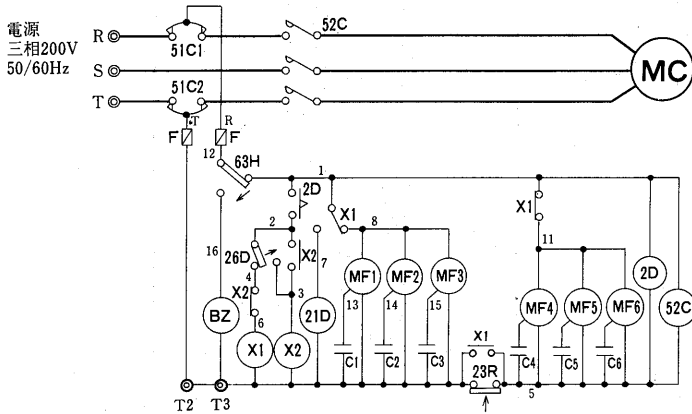 電源
三相200V
50/60Hz
R
S
T
51C1
51C2
52C
MC
F
T
R
F
12
63H
1
2D
X1
8
X1
2
26D
X2
7
11
16
4
3
MF1
MF2
MF3
2D
X2
13
14
15
MF4
MF5
MF6
52C
BZ
6
21D
X1
X1
X2
C1
C2
C3
23R
C4
C5
C6
5
T2
T3